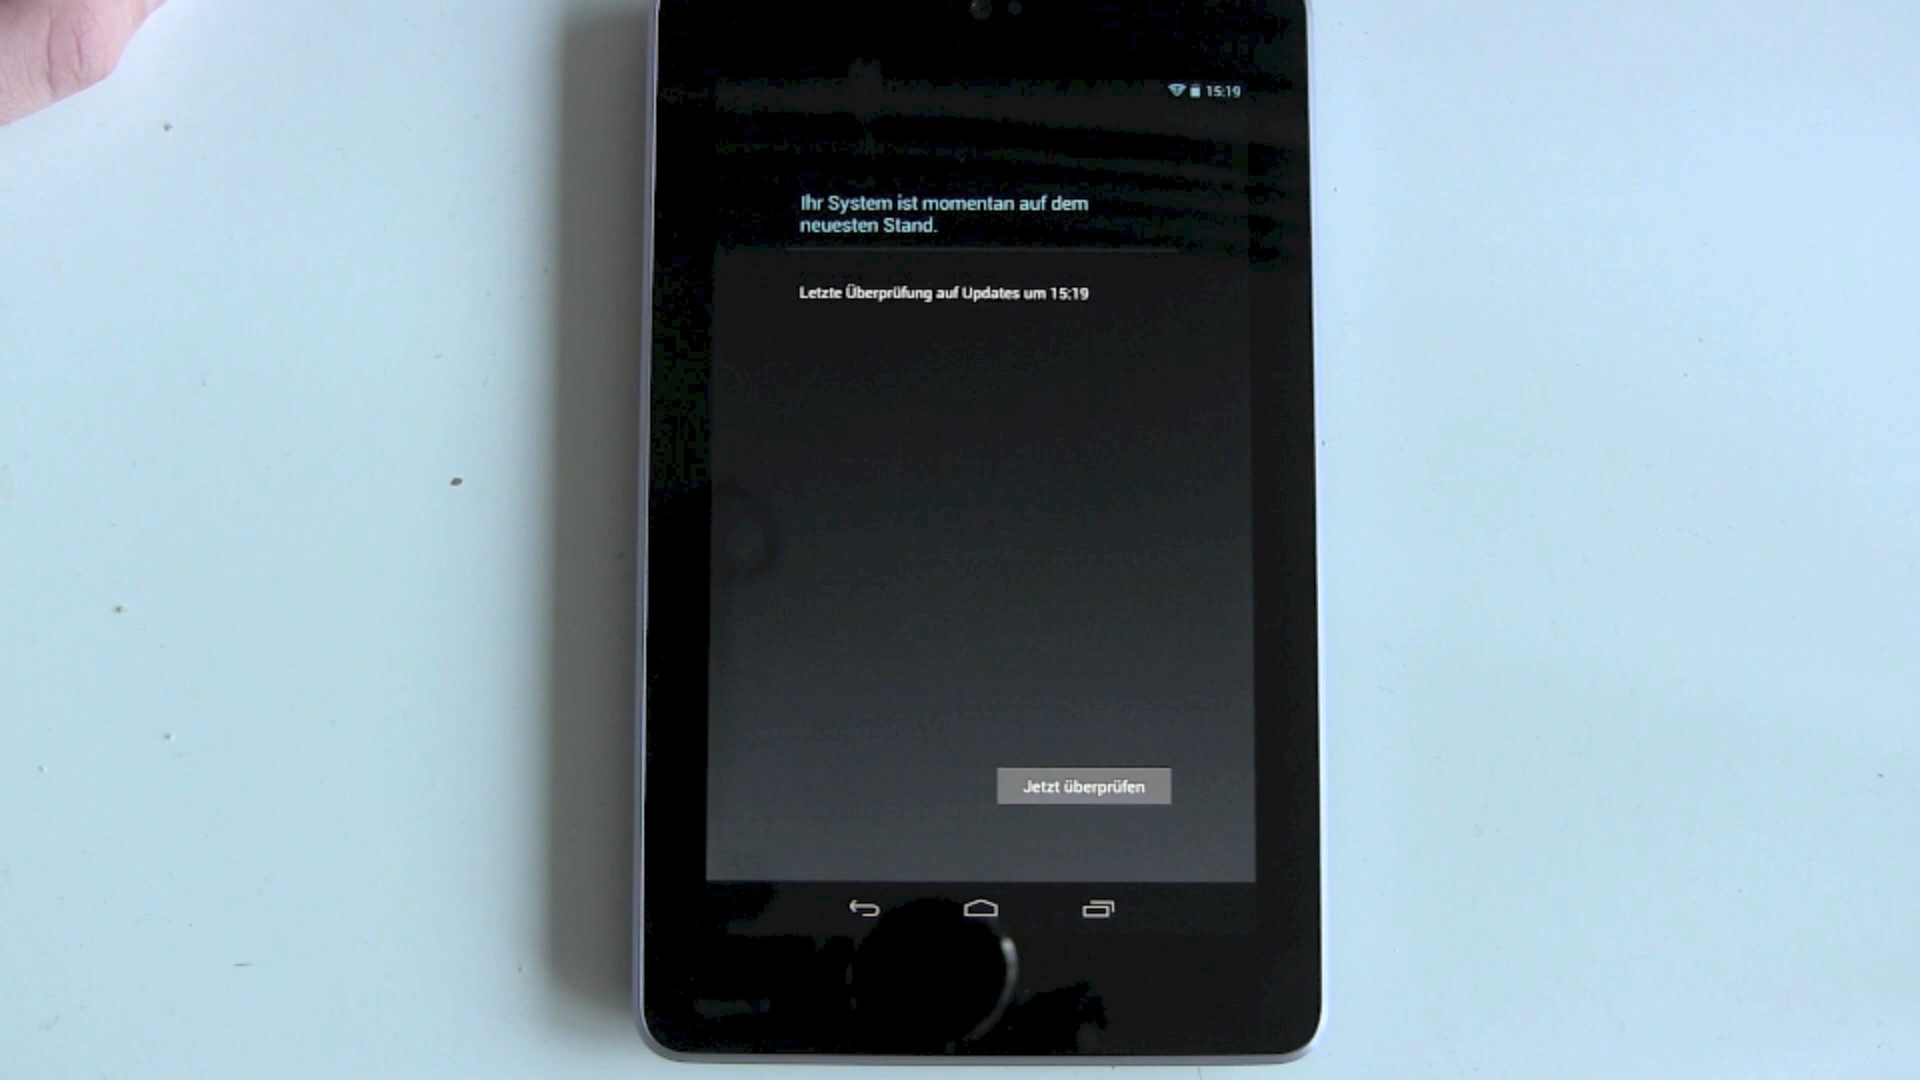 15:19
Ihr System ist momentan auf dem
neuesten Stand.
Letzte Überprüfung auf Updates um 15:19
Jetzt überprüfen